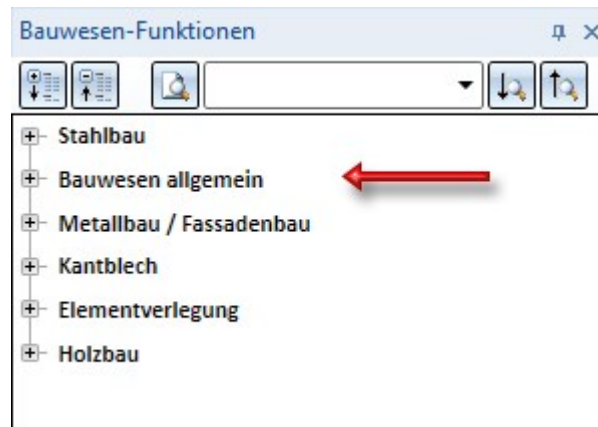 Bauwesen-Funktionen
Stahlbau
Bauwesen allgemein
Metallbau / Fassadenbau
Kantblech
Elementverlegung
Holzbau